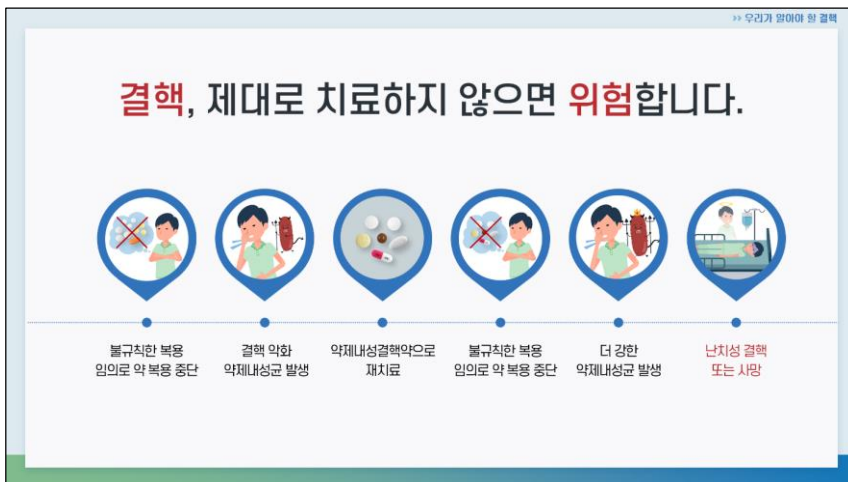 >> 우리가 알아야 할 결핵
결핵, 제대로 치료하지 않으면 위험합니다.
불규칙한 복용
임의로 약 복용 중단
결핵 악화
약제내성균 발생
약제내성결핵약으로
재치료
불규칙한 복용
임의로 약 복용 중단
더 강한
약제내성균 발생
난치성 결핵
또는 사망